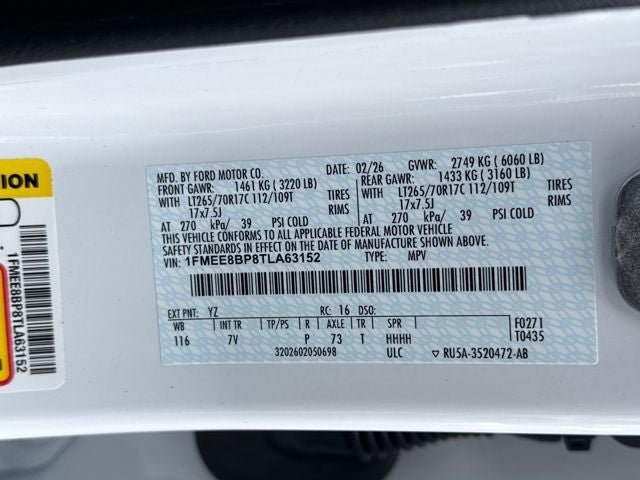 MFD. BY FORD MOTOR CO. 02/26 GVWR: 2749 KG ( 6060 LB)
FRONT GAWR: 1461 KG ( 3220 LB) REAR GAWR: 1433 KG ( 3160 LB)
WITH LT265/70R17C 112/109T TIRES WITH LT265/70R17C 112/109T TIRES
17x7.5J RIMS 17x7.5J RIMS
AT 270 kPa/ 39 PSI COLD AT 270 kPa/ 39 PSI COLD
THIS VEHICLE CONFORMS TO ALL APPLICABLE FEDERAL MOTOR VEHICLE
SAFETY STANDARDS IN EFFECT ON THE DATE OF MANUFACTURE SHOWN ABOVE.
VIN: 1FMEE8BP8TLA63152 TYPE: MPV
EXT PNT: YZ RC: 16 DSO:
WB INT TR TP/PS R AXLE TR SPR
116 7V P 73 T HHHH
F0271
T0435
3202602050698 ULC RU5A-3520472-AB
1FMEE8BP8TLA63152